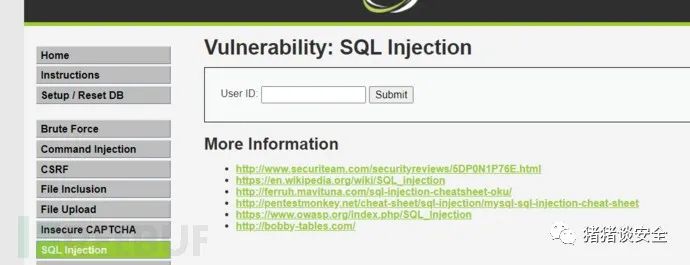 Vulnerability: SQL Injection
Home
Instructions
Setup / Reset DB
Brute Force
Command Injection
CSRF
File Inclusion
File Upload
Insecure CAPTCHA
SQL Injection
User ID:
Submit
More Information
http://www.securiteam.com/securityreviews/5DP0N1P76E.html
https://en.wikipedia.org/wiki/SQL_injection
http://ferruh.mavituna.com/sql-injection-cheatsheet-oku/
http://pentestmonkey.net/cheat-sheet/sql-injection/mysql-sql-injection-cheat-sheet
https://www.owasp.org/index.php/SQL_Injection
http://bobby-tables.com/
猪猪谈安全